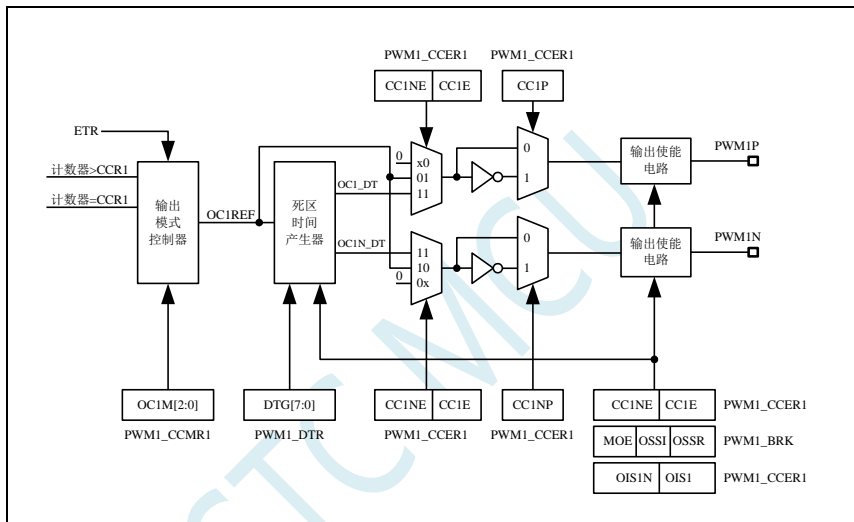 PWM1_CCER1
PWM1_CCER1
CC1NE CC1E
CC1P
ETR
计数器>CCR1
计数器=CCR1
输出
模式
控制器
OC1REF
死区
时间
产生器
OC1_DT
OC1N_DT
0
x0
01
11
11
10
0x
0
0
1
0
1
输出使能
电路
PWM1P
输出使能
电路
PWM1N
OC1M[2:0]
PWM1_CCMR1
DTG[7:0]
PWM1_DTR
CC1NE CC1E
PWM1_CCER1
CC1NP
PWM1_CCER1
CC1NE CC1E PWM1_CCER1
MOE OSSI OSSR PWM1_BRK
OIS1N OIS1 PWM1_CCER1
STC MCU